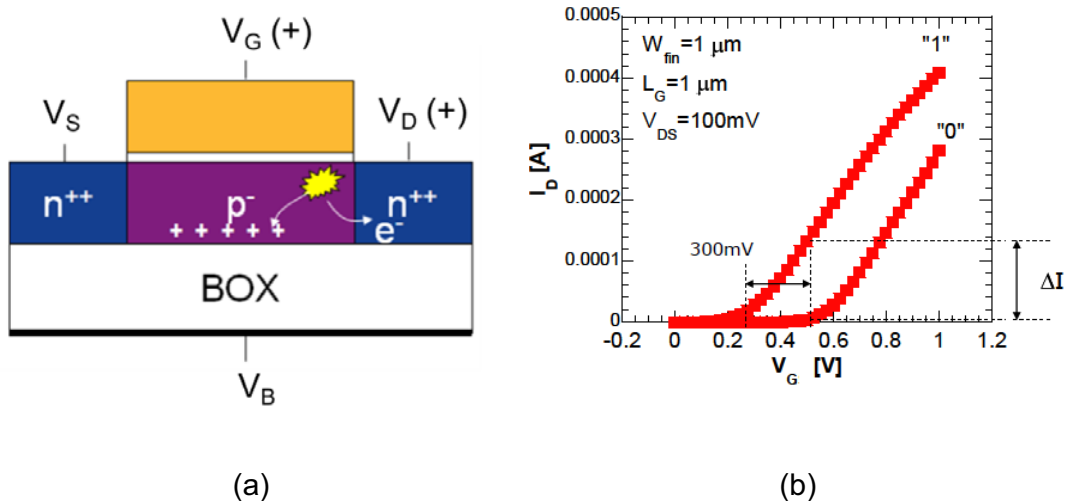 V_G (+)
V_S
V_D (+)
n⁺⁺
p⁻
n⁺⁺
+ + + + +
e⁻
BOX
V_B
(a)
0.0005
0.0004
0.0003
0.0002
0.0001
0
I_D [A]
W_fin=1 μm
L_G=1 μm
V_DS=100mV
"1"
"0"
300mV
ΔI
-0.2 0 0.2 0.4 0.6 0.8 1 1.2
V_G [V]
(b)